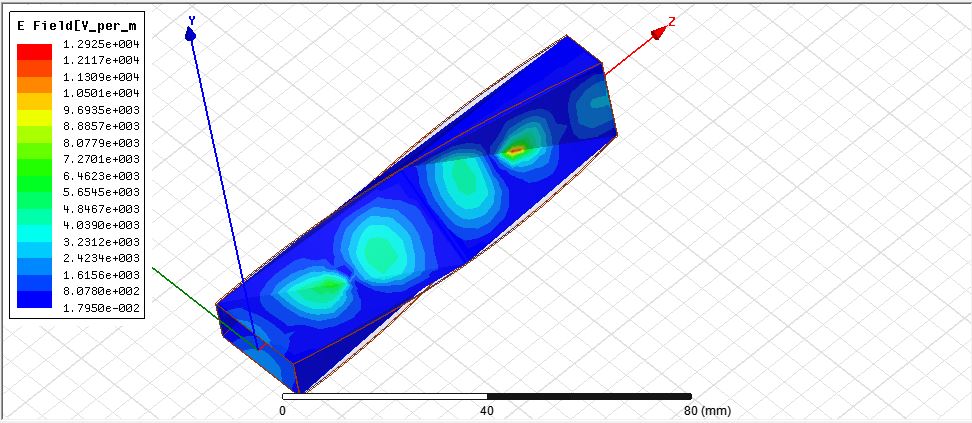 E Field[V_per_m
1.2925e+004
1.2117e+004
1.1309e+004
1.0501e+004
9.6935e+003
8.8857e+003
8.0779e+003
7.2701e+003
6.4623e+003
5.6545e+003
4.8467e+003
4.0390e+003
3.2312e+003
2.4234e+003
1.6156e+003
8.0780e+002
1.7950e-002
Y
Z
0
40
80 (mm)